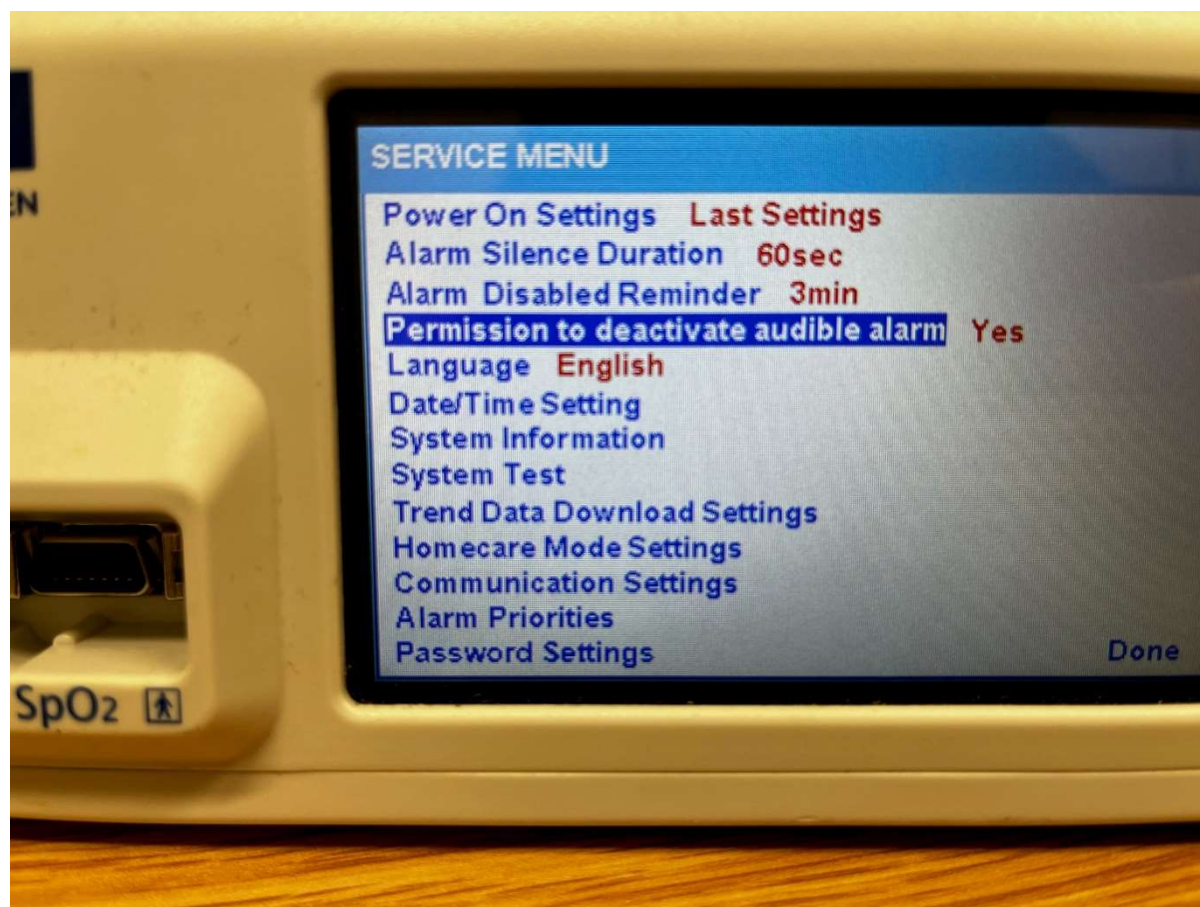 EN
SERVICE MENU
Power On Settings Last Settings
Alarm Silence Duration 60sec
Alarm Disabled Reminder 3min
Permission to deactivate audible alarm Yes
Language English
Date/Time Setting
System Information
System Test
Trend Data Download Settings
Homecare Mode Settings
Communication Settings
Alarm Priorities
Password Settings Done
SpO2